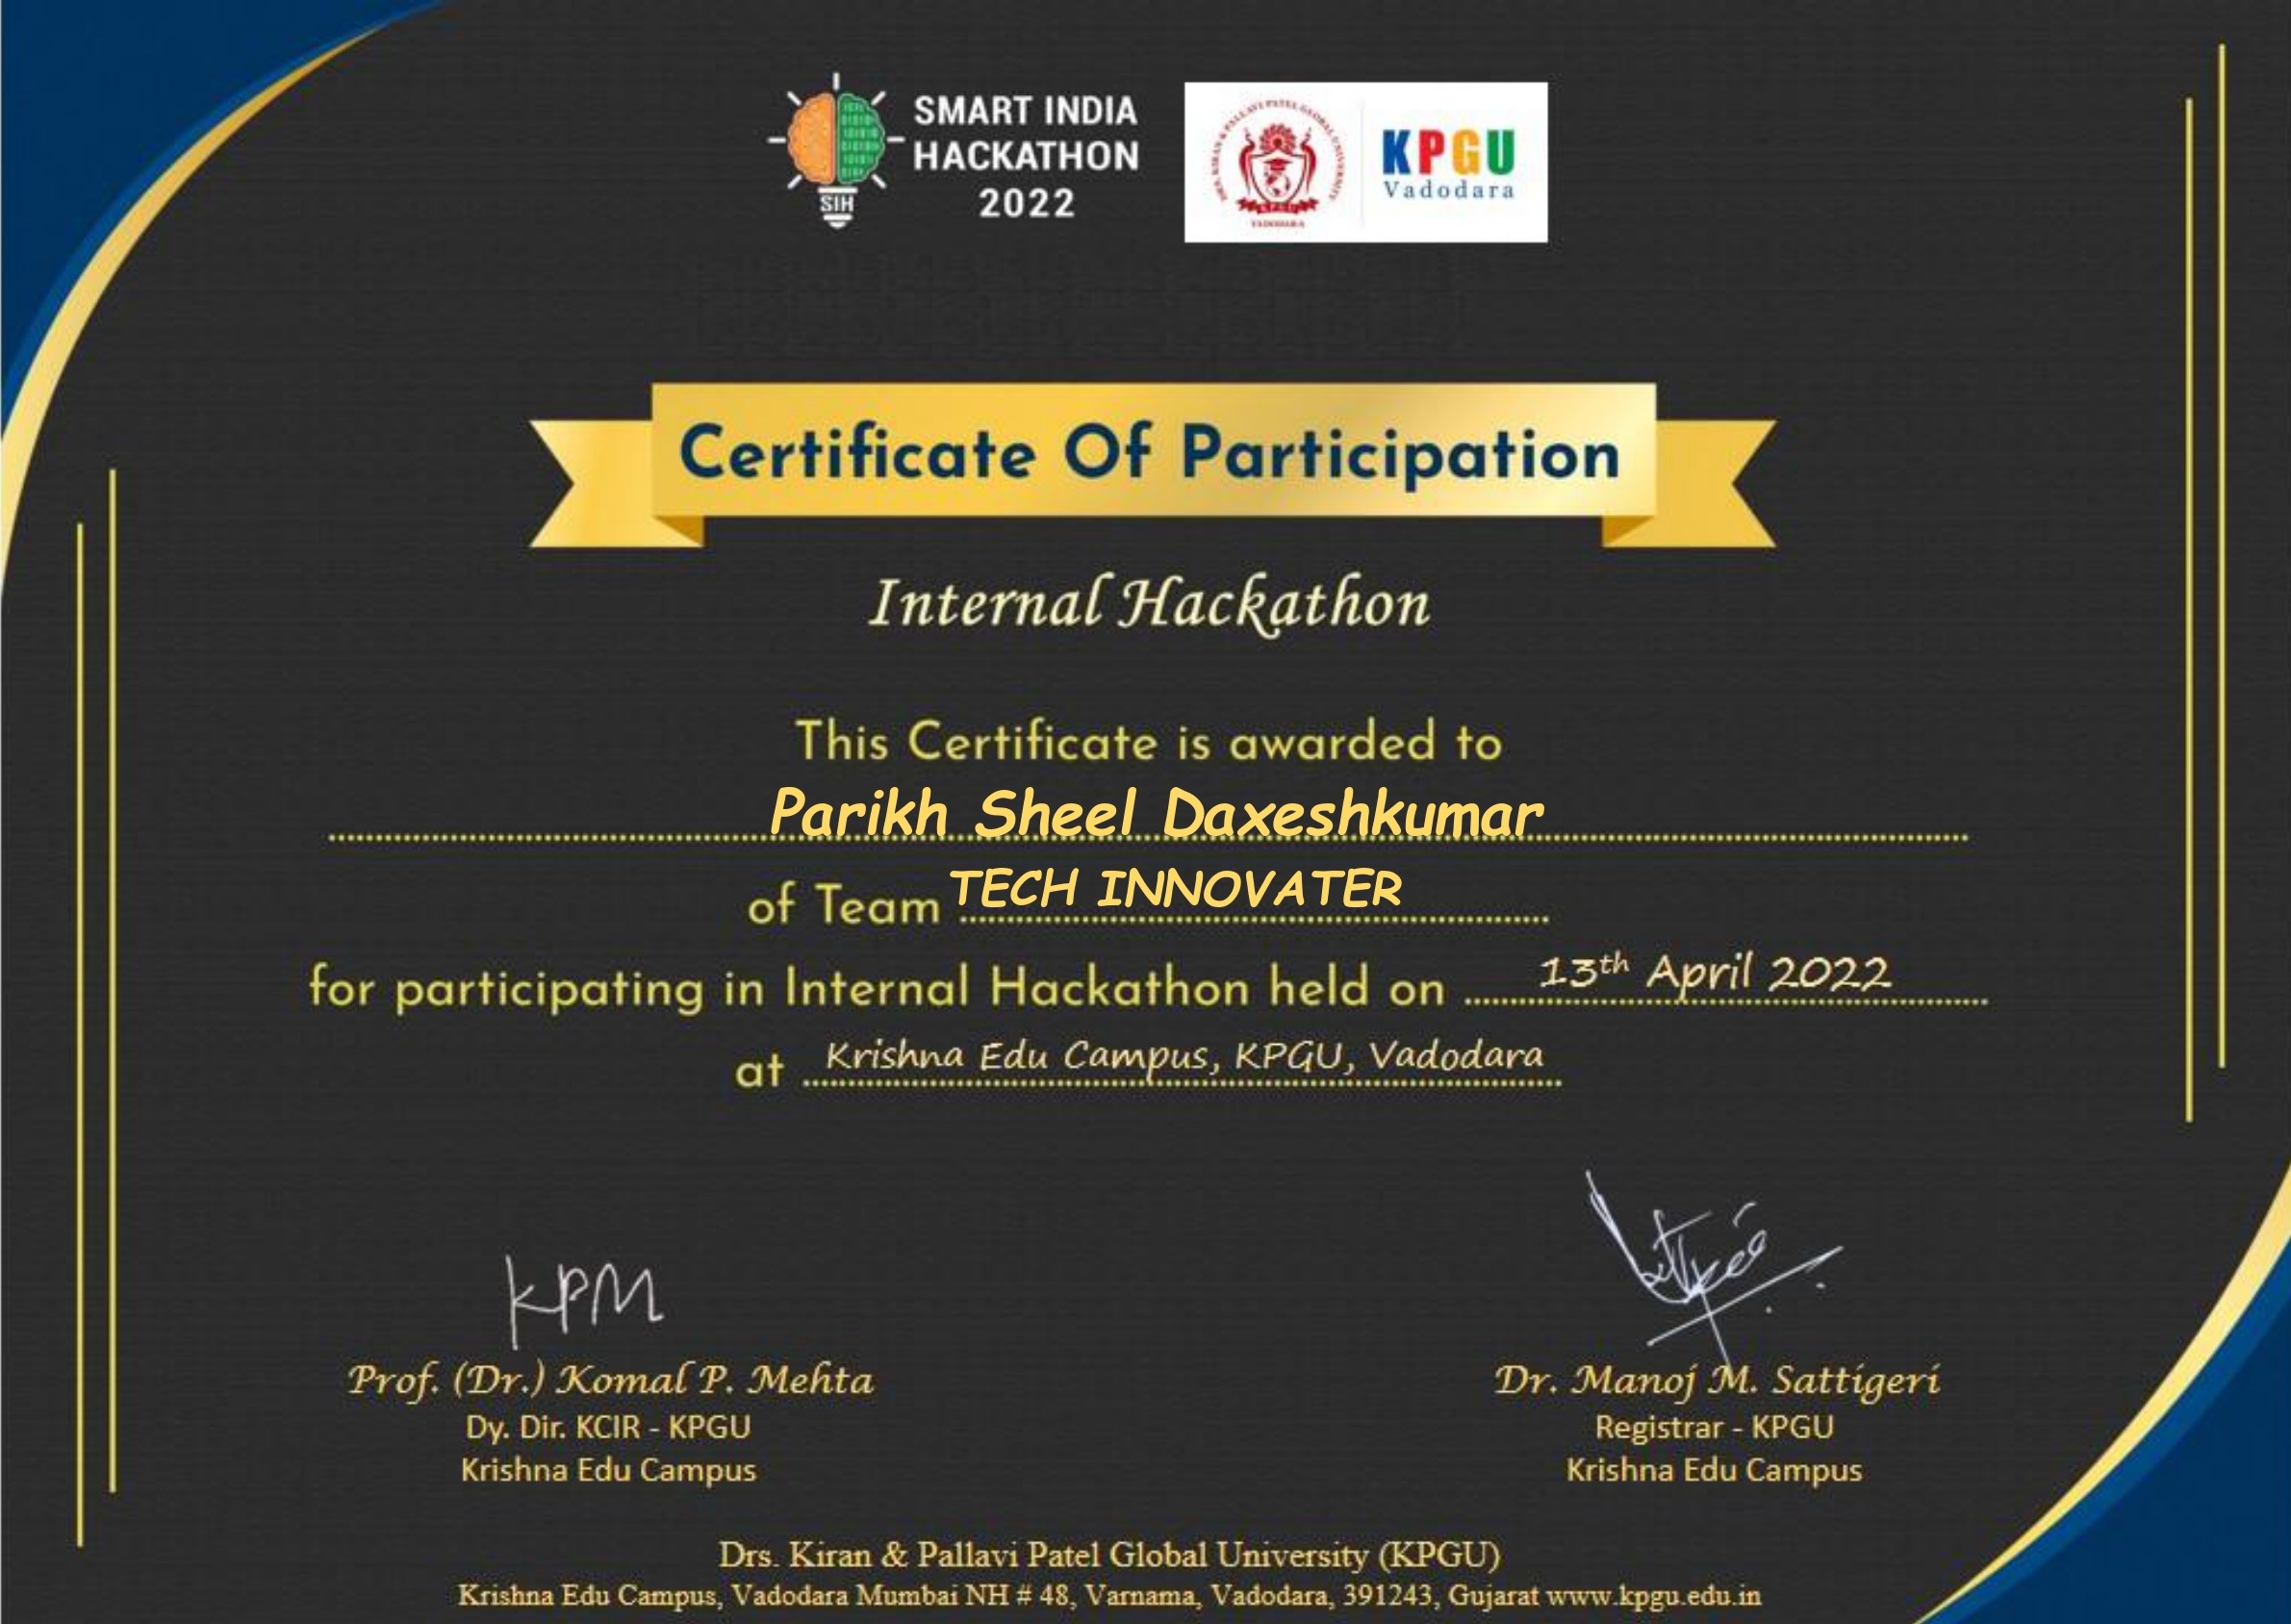 SMART INDIA
HACKATHON
2022
SIH
DRS. KIRAN & PALLAVI PATEL GLOBAL UNIVERSITY
KPGU
VADODARA
KPGU
Vadodara
Certificate Of Participation
Internal Hackathon
This Certificate is awarded to
Parikh Sheel Daxeshkumar
of Team TECH INNOVATER
for participating in Internal Hackathon held on 13th April 2022
at Krishna Edu Campus, KPGU, Vadodara
KPM
Prof. (Dr.) Komal P. Mehta
Dy. Dir. KCIR - KPGU
Krishna Edu Campus
Dr. Manoj M. Sattigeri
Registrar - KPGU
Krishna Edu Campus
Drs. Kiran & Pallavi Patel Global University (KPGU)
Krishna Edu Campus, Vadodara Mumbai NH # 48, Varnama, Vadodara, 391243, Gujarat www.kpgu.edu.in